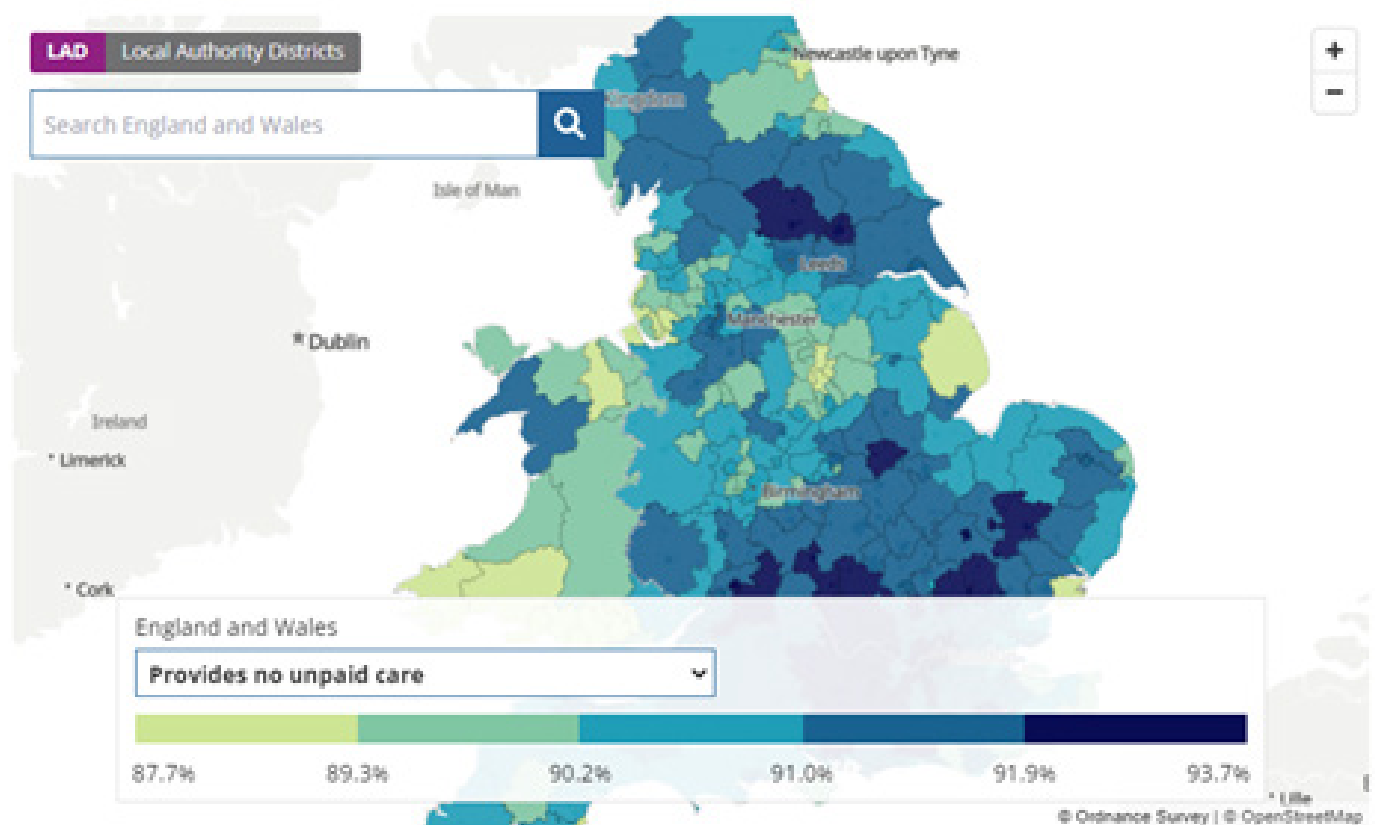 LAD Local Authority Districts
Newcastle upon Tyne
+
Search England and Wales
Kingdom
−
Isle of Man
Leeds
Manchester
* Dublin
Ireland
Limerick
Birmingham
Cork
England and Wales
Provides no unpaid care
87.7% 89.3% 90.2% 91.0% 91.9% 93.7%
Lille
© Ordnance Survey | © OpenStreetMap